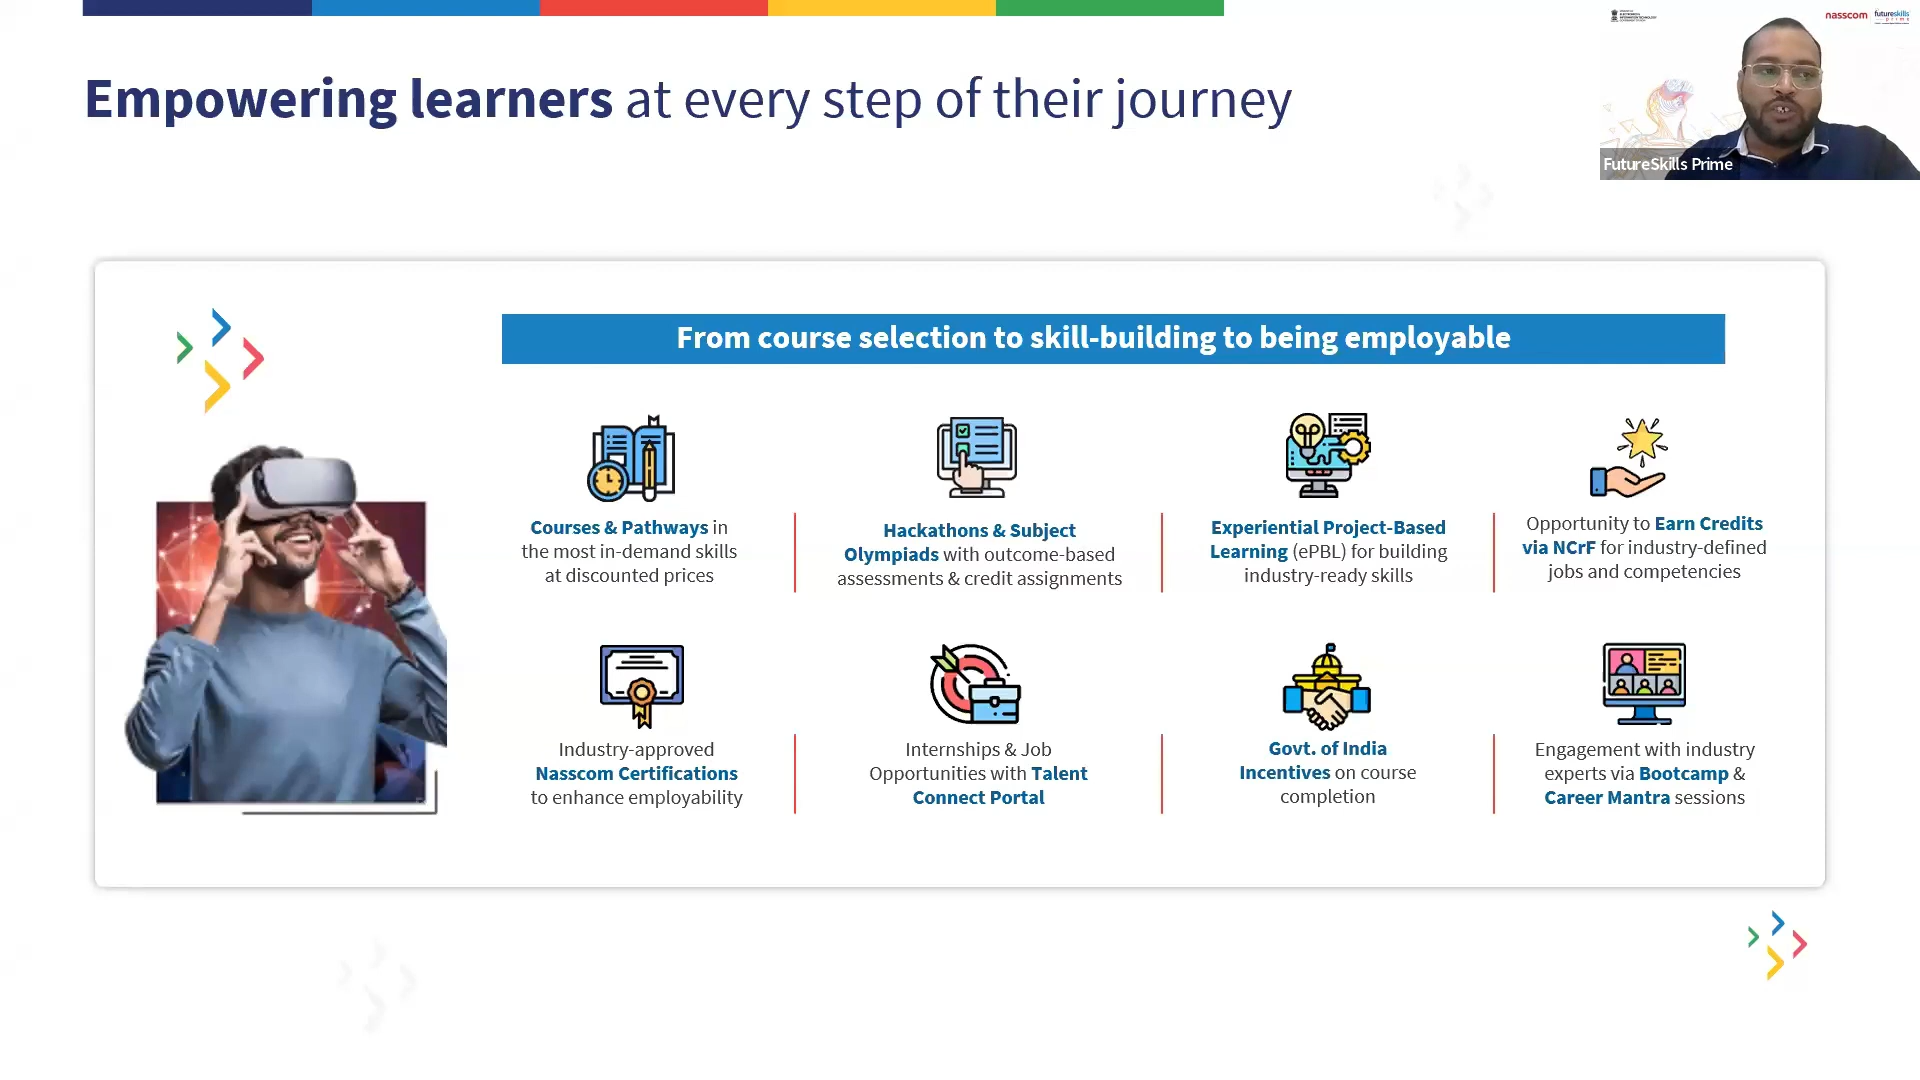 Empowering learners at every step of their journey
nasscom
futureskills
prime
FutureSkills Prime
From course selection to skill-building to being employable
Courses & Pathways in
the most in-demand skills
at discounted prices
Hackathons & Subject
Olympiads with outcome-based
assessments & credit assignments
Experiential Project-Based
Learning (ePBL) for building
industry-ready skills
Opportunity to Earn Credits
via NCrF for industry-defined
jobs and competencies
Industry-approved
Nasscom Certifications
to enhance employability
Internships & Job
Opportunities with Talent
Connect Portal
Govt. of India
Incentives on course
completion
Engagement with industry
experts via Bootcamp &
Career Mantra sessions